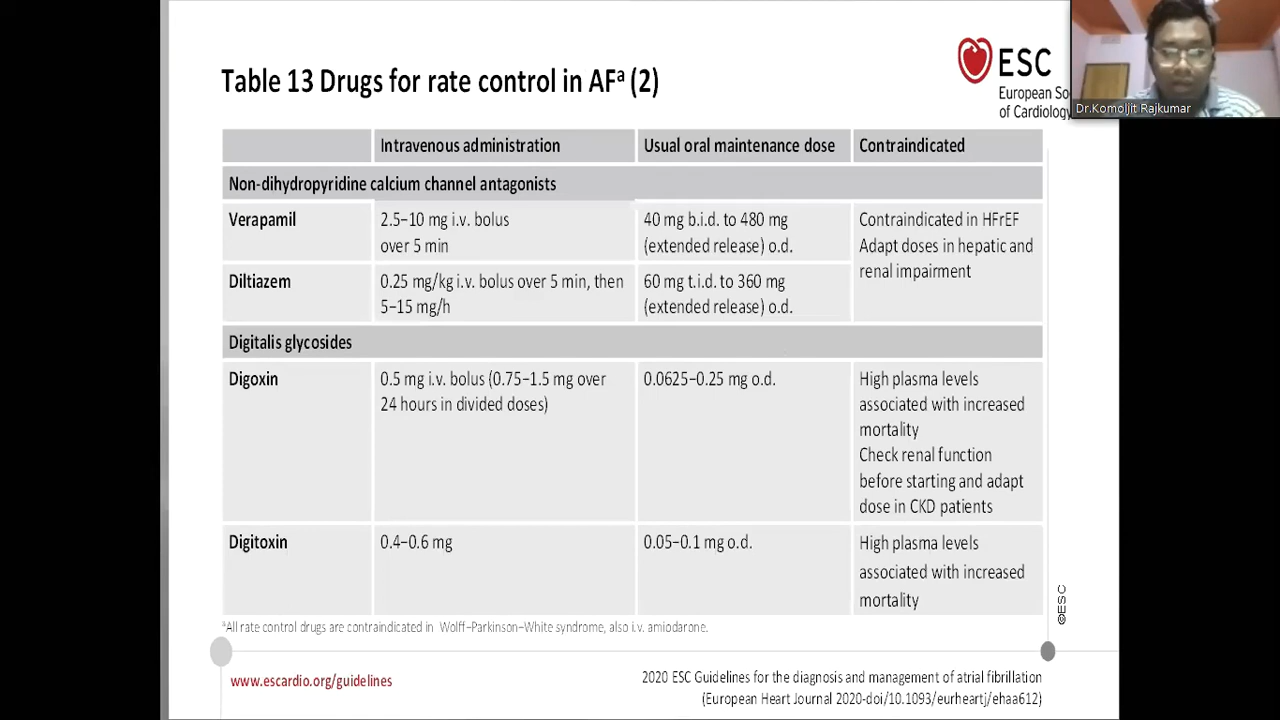 Table 13 Drugs for rate control in AFª (2)
ESC
European So
of Cardiology
Dr.Komoljit Rajkumar
Intravenous administration
Usual oral maintenance dose
Contraindicated
Non-dihydropyridine calcium channel antagonists
Verapamil
2.5–10 mg i.v. bolus
over 5 min
40 mg b.i.d. to 480 mg
(extended release) o.d.
Contraindicated in HFrEF
Adapt doses in hepatic and
renal impairment
Diltiazem
0.25 mg/kg i.v. bolus over 5 min, then
5–15 mg/h
60 mg t.i.d. to 360 mg
(extended release) o.d.
Digitalis glycosides
Digoxin
0.5 mg i.v. bolus (0.75–1.5 mg over
24 hours in divided doses)
0.0625–0.25 mg o.d.
High plasma levels
associated with increased
mortality
Check renal function
before starting and adapt
dose in CKD patients
Digitoxin
0.4–0.6 mg
0.05–0.1 mg o.d.
High plasma levels
associated with increased
mortality
©ESC
ªAll rate control drugs are contraindicated in Wolff–Parkinson–White syndrome, also i.v. amiodarone.
www.escardio.org/guidelines
2020 ESC Guidelines for the diagnosis and management of atrial fibrillation
(European Heart Journal 2020-doi/10.1093/eurheartj/ehaa612)